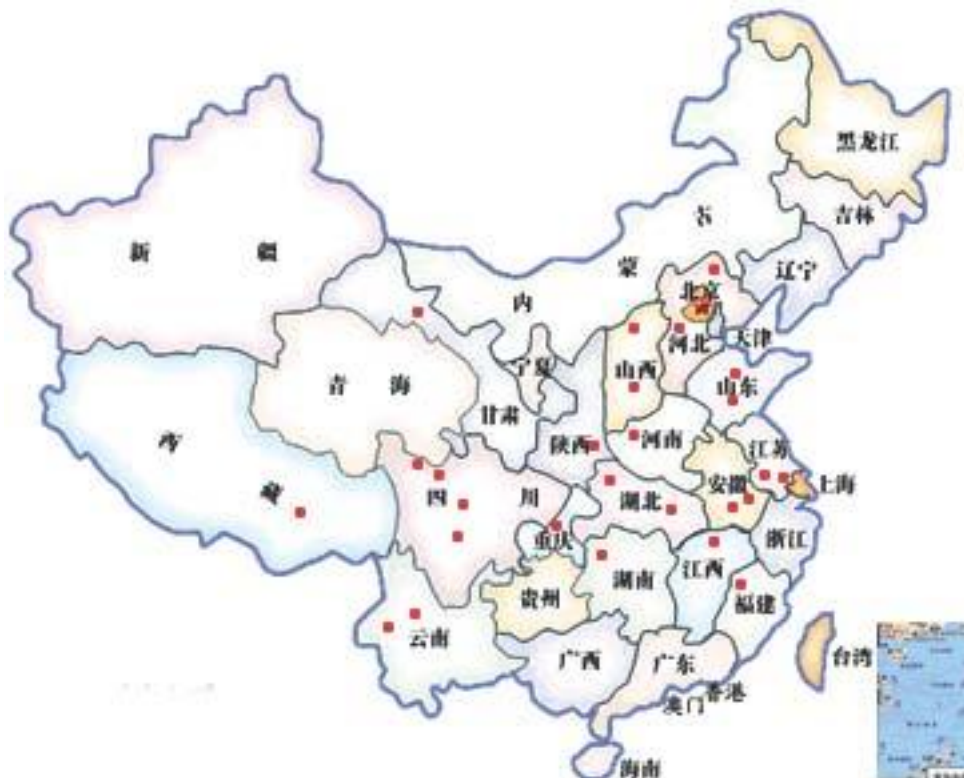 黑龙江
吉林
古
辽宁
新 疆
蒙
内
北京
天津
河北
宁夏
山西
山东
青 海
甘肃
陕西
河南
江苏
西
藏
四 川
安徽
上海
湖北
重庆
浙江
湖南
江西
贵州
福建
云南
广西
广东
台湾
香港
澳门
海南